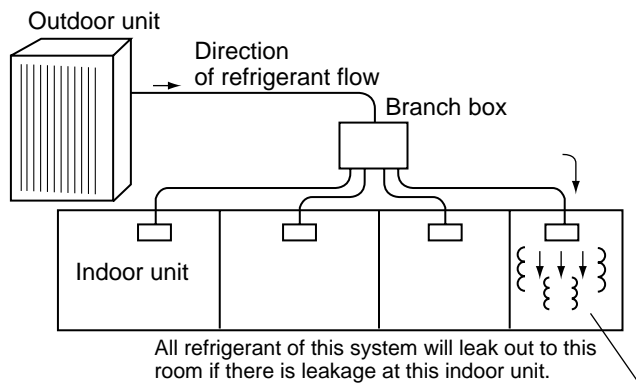 Outdoor unit
Direction
of refrigerant flow
Branch box
Indoor unit
All refrigerant of this system will leak out to this
room if there is leakage at this indoor unit.